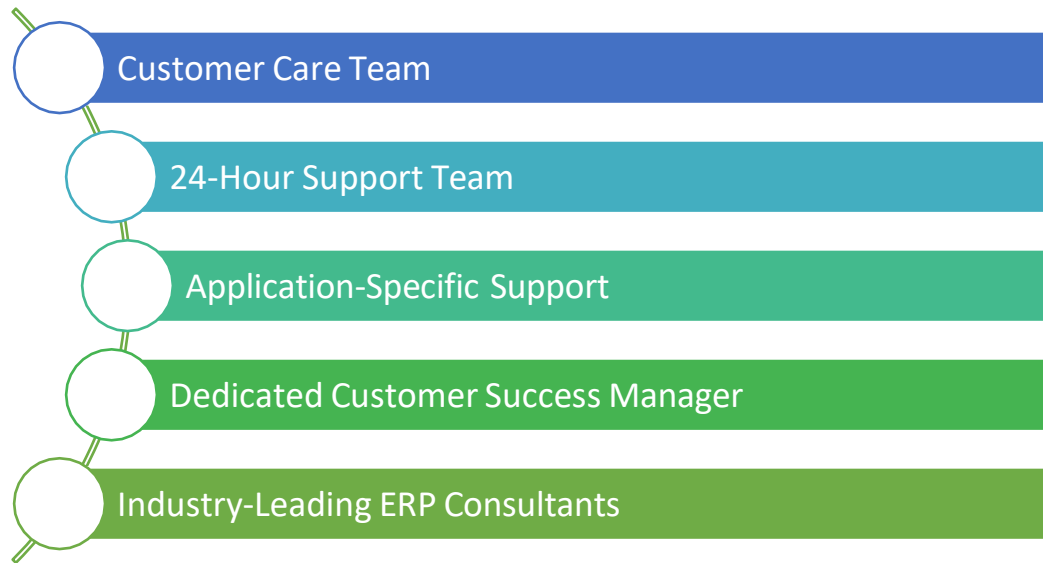 Customer Care Team
24-Hour Support Team
Application-Specific Support
Dedicated Customer Success Manager
Industry-Leading ERP Consultants